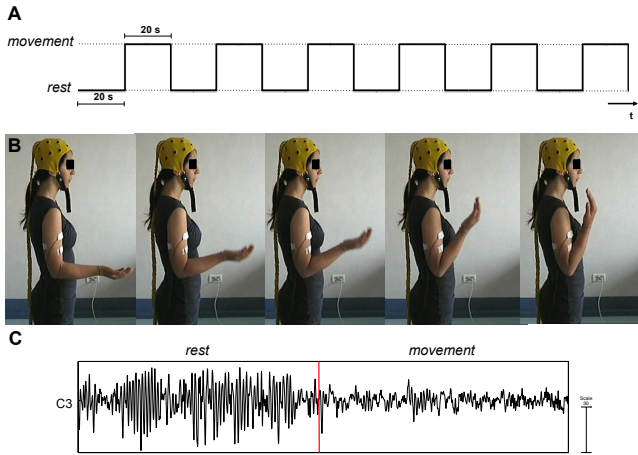 A
20 s
movement
rest
20 s
t
B
C
rest movement
C3
Scale
30